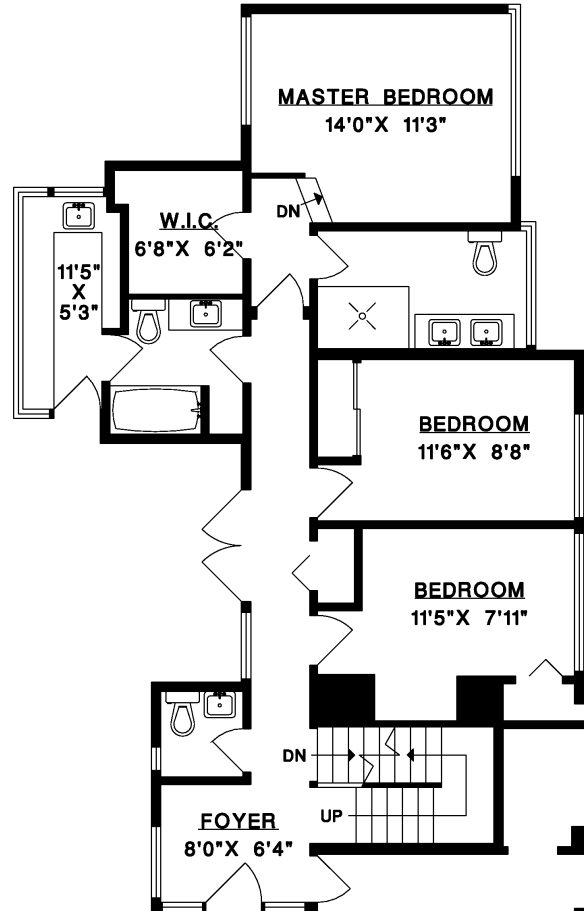 MASTER BEDROOM
14'0"X 11'3"
DN
W.I.C.
6'8"X 6'2"
11'5"
X
5'3"
BEDROOM
11'6"X 8'8"
BEDROOM
11'5"X 7'11"
DN
UP
FOYER
8'0"X 6'4"